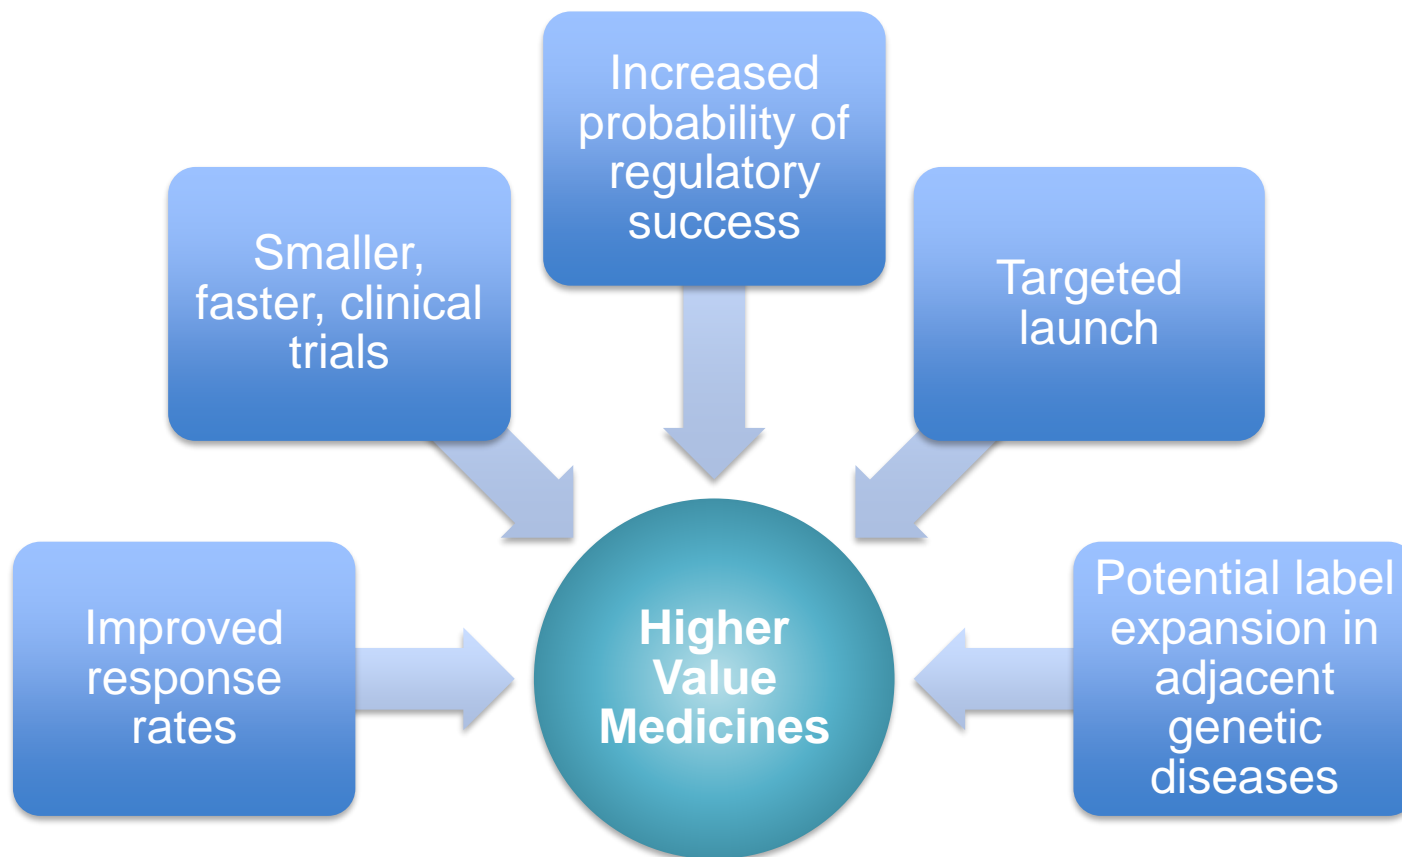 Increased
probability of
regulatory
success
Smaller,
faster, clinical
trials
Targeted
launch
Improved
response
rates
Higher
Value
Medicines
Potential label
expansion in
adjacent
genetic
diseases